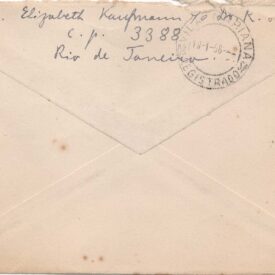 Elizabeth Kaufmann c/o Dr. K.
C. P. 3388
Rio de Janeiro
REGISTRADO